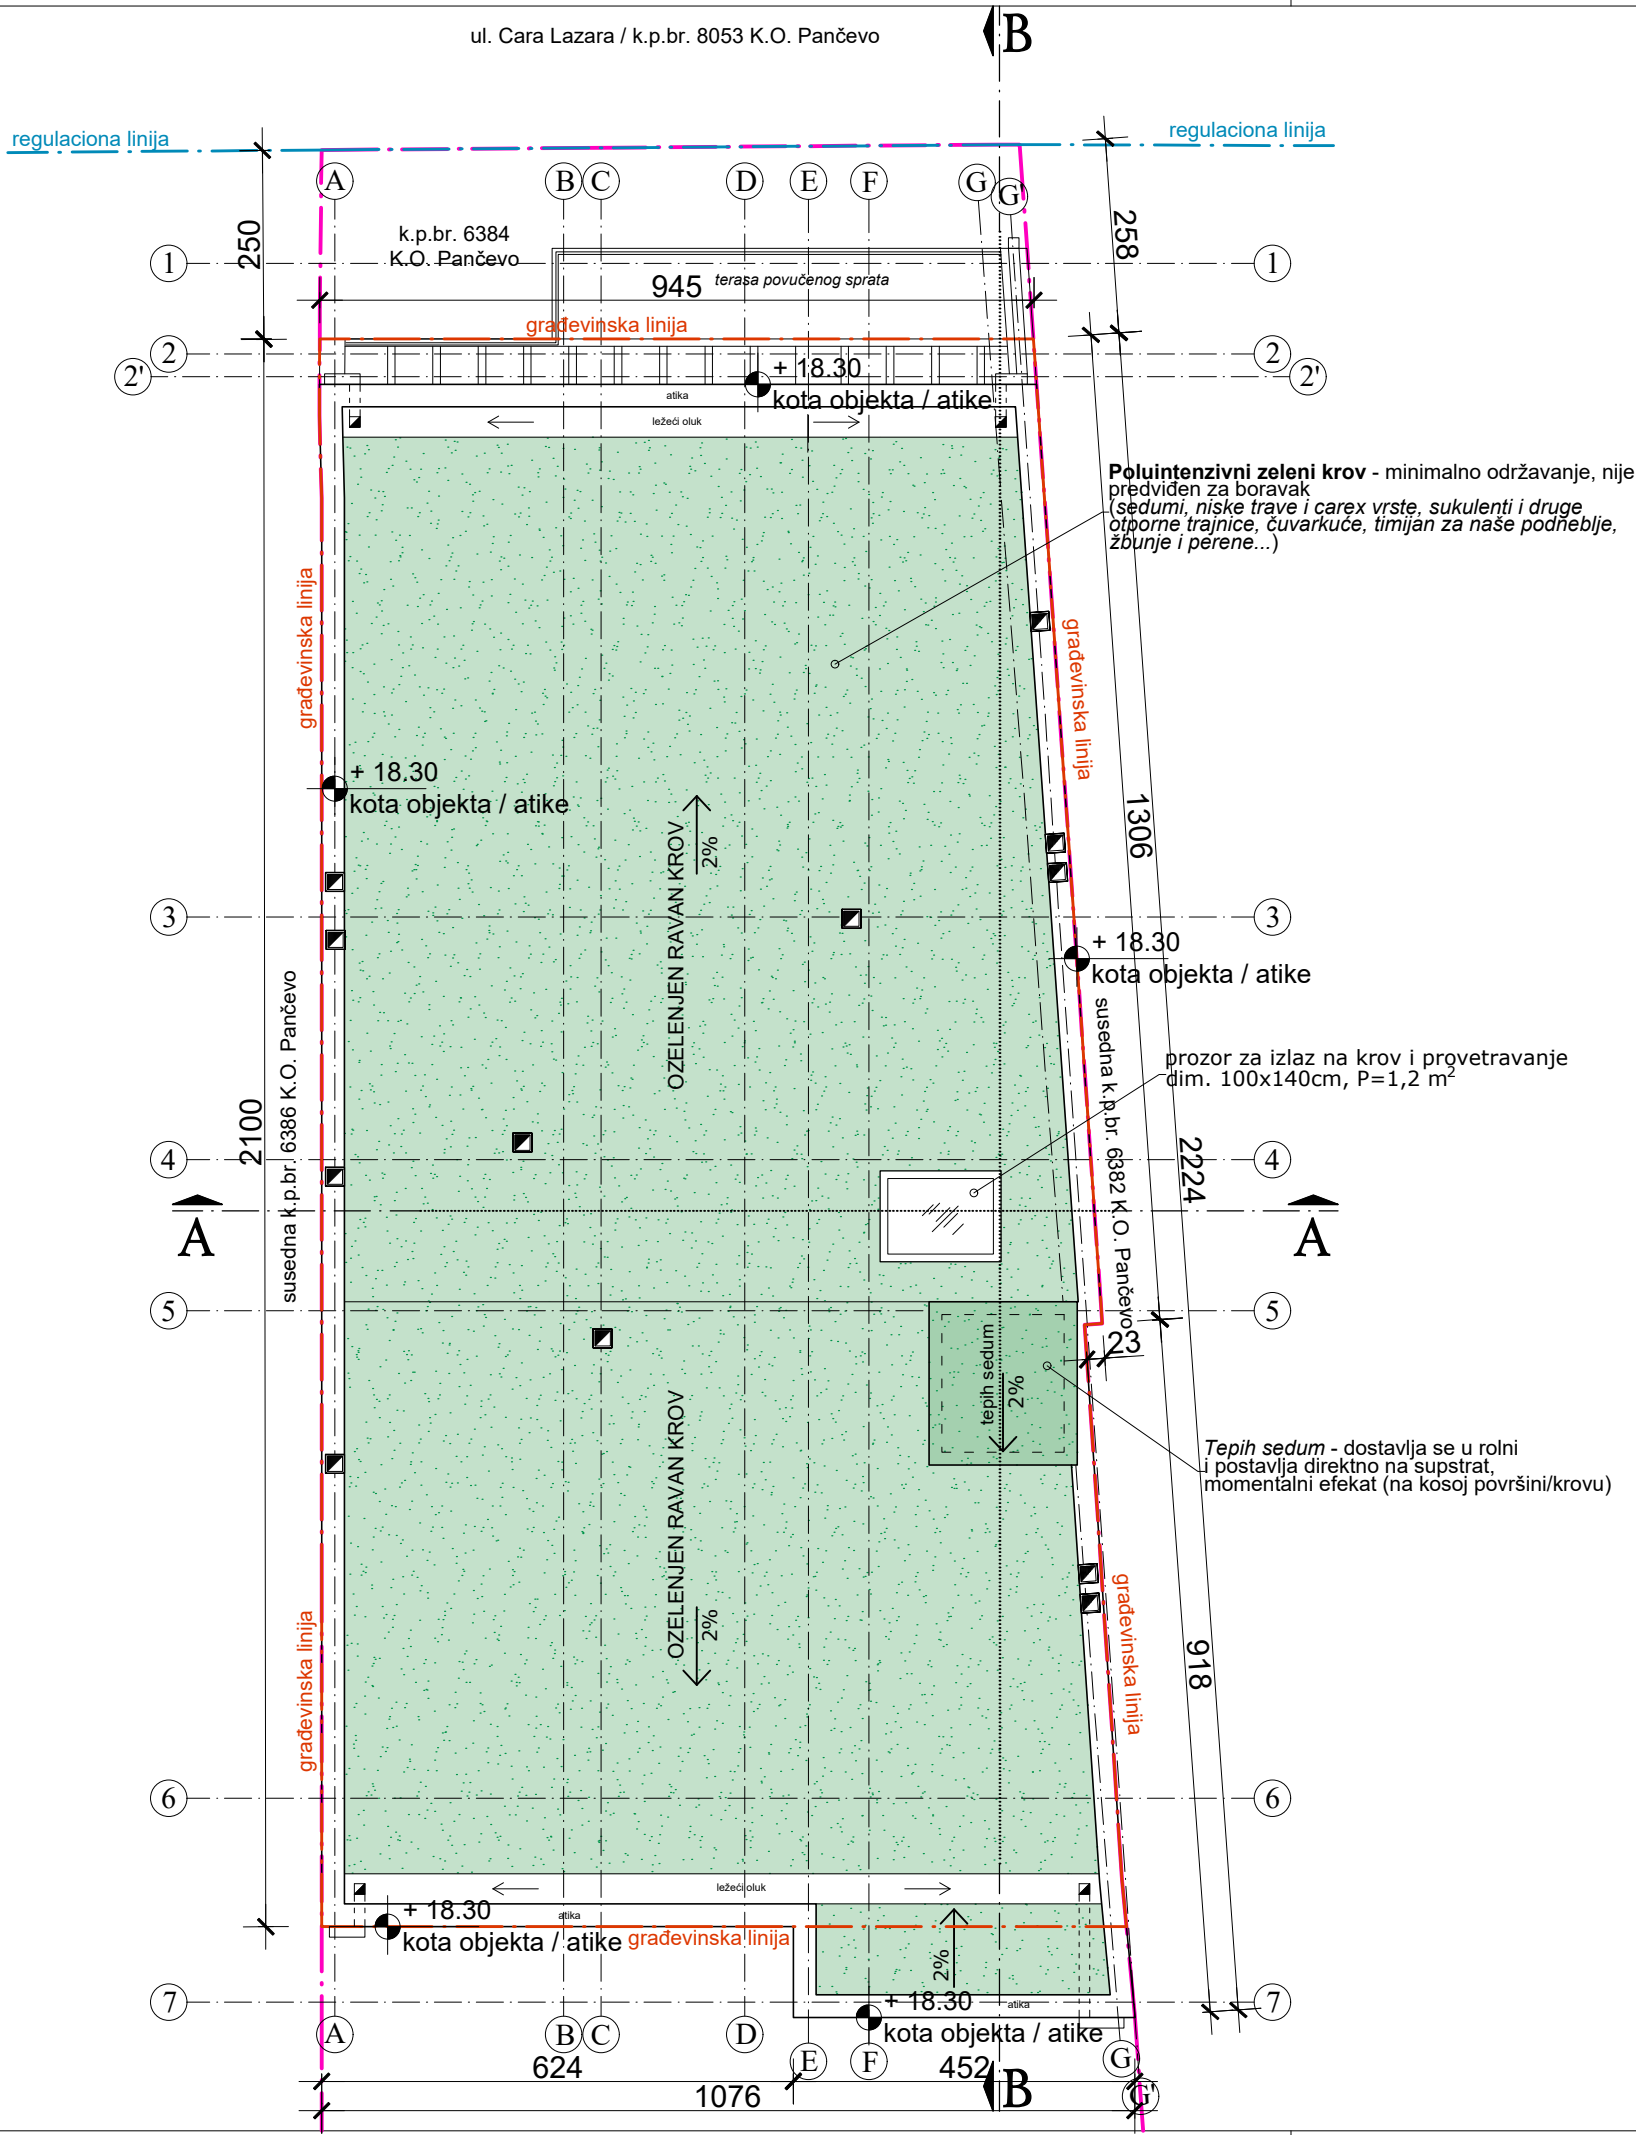 ul. Cara Lazara / k.p.br. 8053 K.O. Pančevo
B
regulaciona linija
regulaciona linija
A
B
C
D
E
F
G
G'
250
258
k.p.br. 6384
K.O. Pančevo
1
1
945
terasa povučenog sprata
građevinska linija
2
2
2'
2'
+ 18.30
kota objekta / atike
atika
ležeći oluk
Poluintenzivni zeleni krov - minimalno održavanje, nije
predviđen za boravak
(sedumi, niske trave i carex vrste, sukulenti i druge
otporne trajnice, čuvarkuće, timijan za naše podneblje,
žbunje i perene...)
građevinska linija
građevinska linija
+ 18.30
kota objekta / atike
1306
OZELENJEN RAVAN KROV
2%
3
3
+ 18.30
kota objekta / atike
susedna k.p.br. 6386 K.O. Pančevo
susedna k.p.br. 6382 K.O. Pančevo
prozor za izlaz na krov i provetravanje
dim. 100x140cm, P=1,2 m²
2100
2224
4
4
A
A
5
5
23
tepih sedum
2%
Tepih sedum - dostavlja se u rolni
i postavlja direktno na supstrat,
momentalni efekat (na kosoj površini/krovu)
OZELENJEN RAVAN KROV
2%
građevinska linija
građevinska linija
918
6
6
ležeći oluk
+ 18.30
kota objekta / atike
atika
građevinska linija
2%
7
7
+ 18.30
kota objekta / atike
atika
A
B
C
D
E
F
G
G'
624
452
B
1076